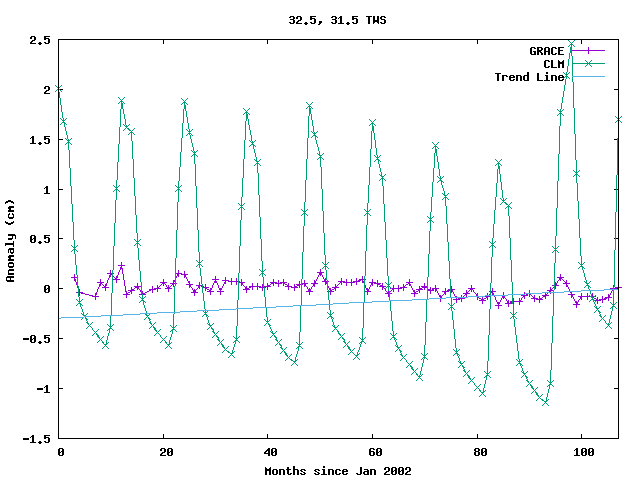 32.5, 31.5 TWS
GRACE
CLM
Trend Line
2.5
2
1.5
1
0.5
0
-0.5
-1
-1.5
Anomaly (cm)
0 20 40 60 80 100
Months since Jan 2002